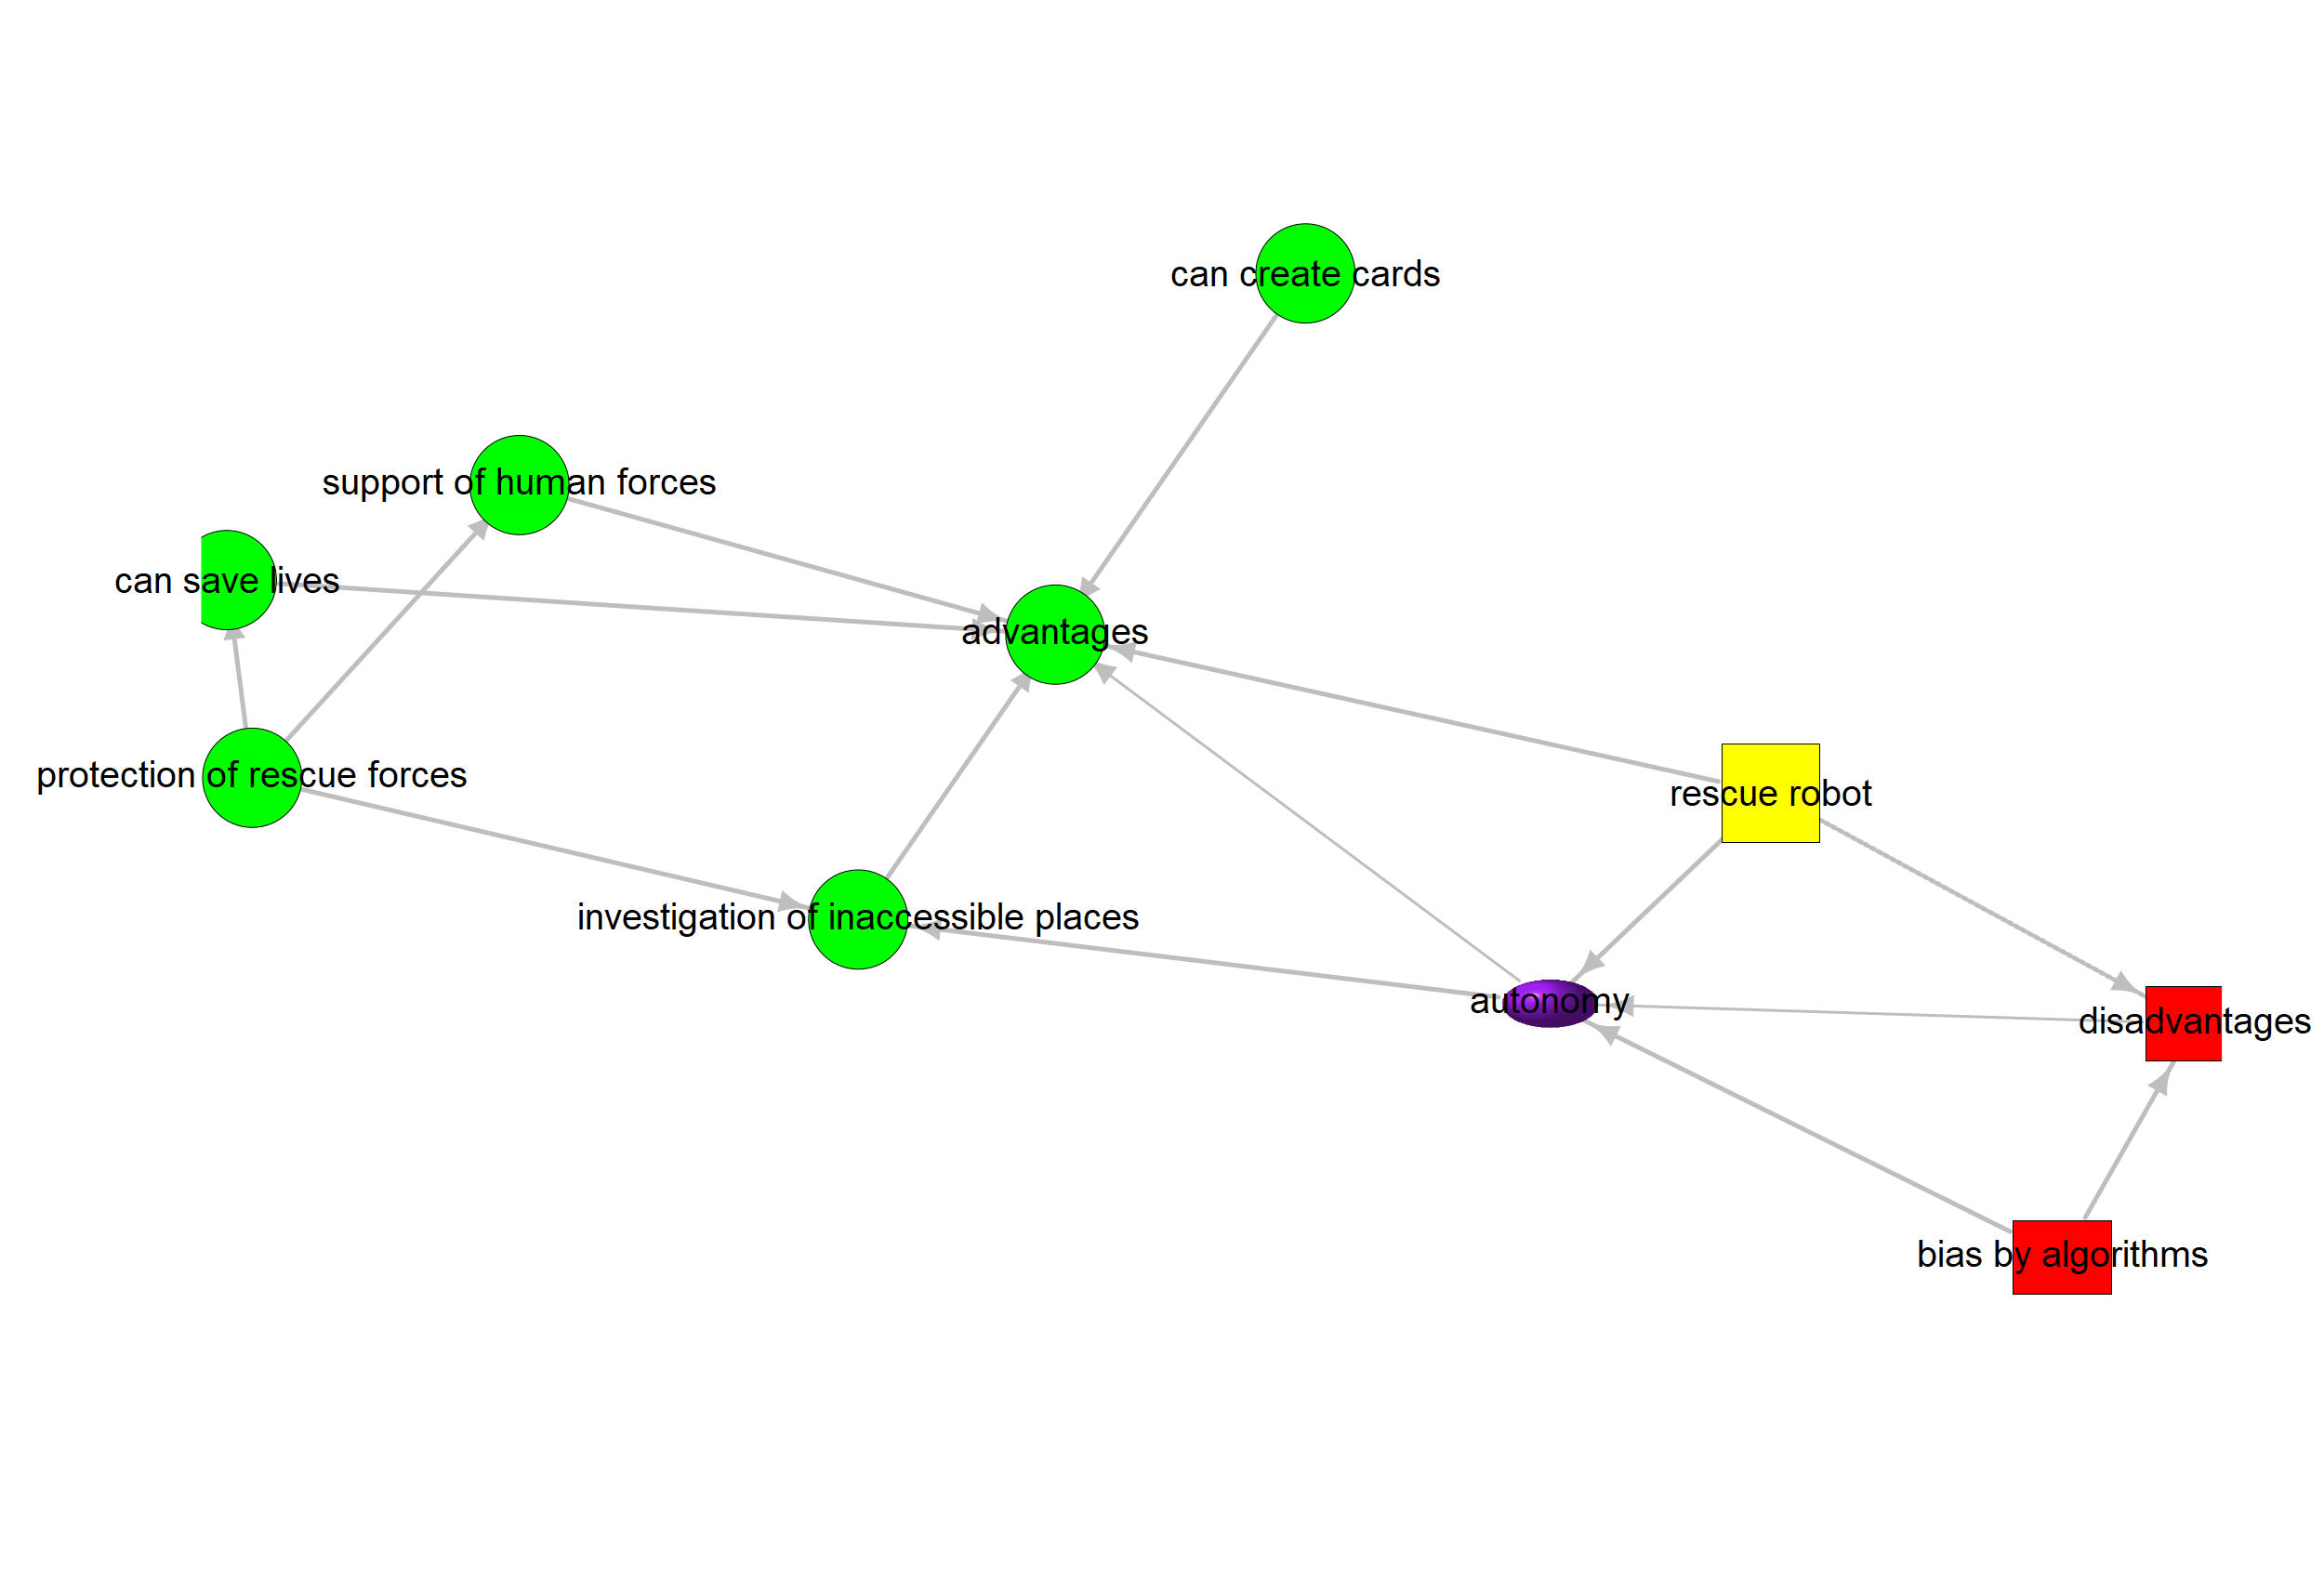 can create cards
support of human forces
can save lives
advantages
protection of rescue forces
rescue robot
investigation of inaccessible places
autonomy
disadvantages
bias by algorithms